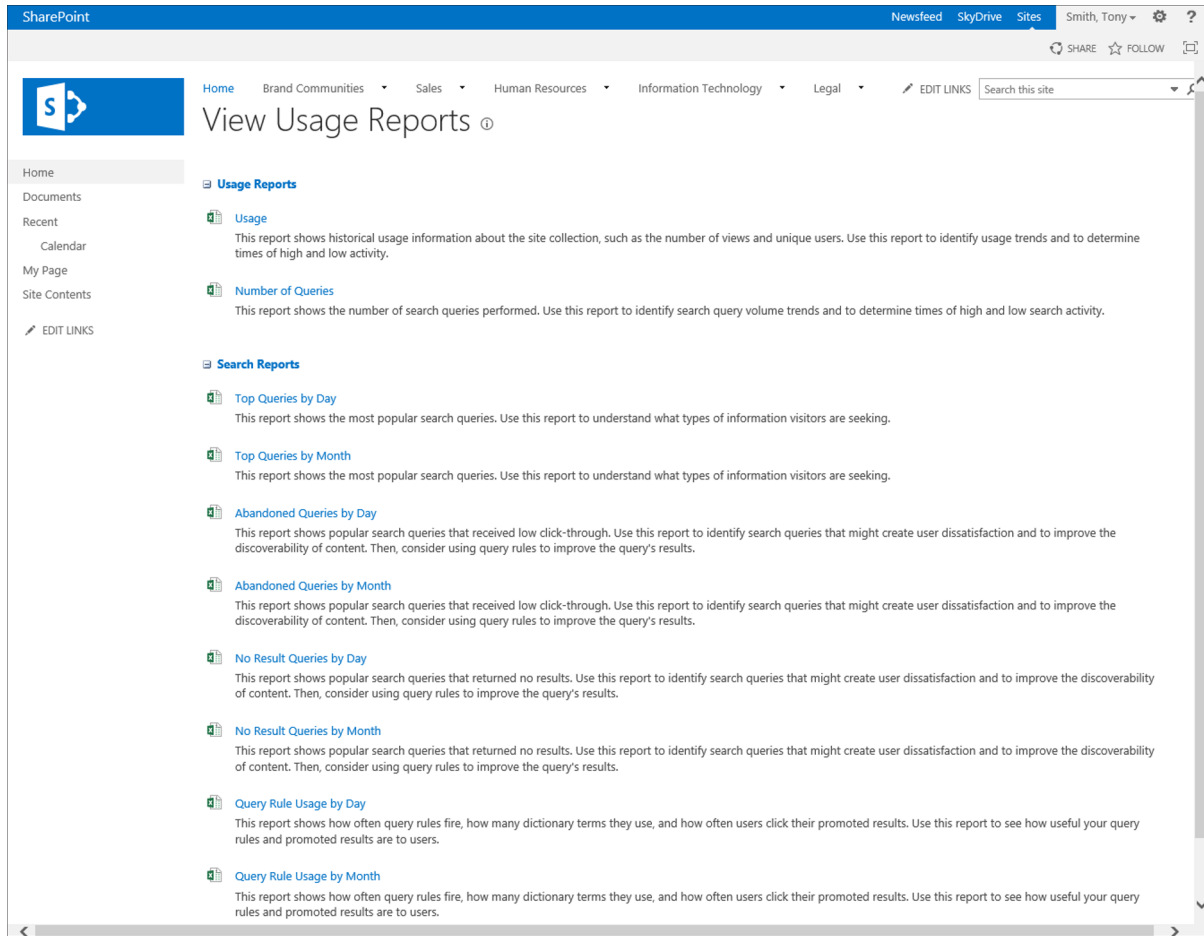 SharePoint
Newsfeed SkyDrive Sites Smith, Tony ?
SHARE FOLLOW
S
Home Brand Communities Sales Human Resources Information Technology Legal EDIT LINKS Search this site
View Usage Reports
Home
Documents
Recent
Calendar
My Page
Site Contents
EDIT LINKS
Usage Reports
Usage
This report shows historical usage information about the site collection, such as the number of views and unique users. Use this report to identify usage trends and to determine
times of high and low activity.
Number of Queries
This report shows the number of search queries performed. Use this report to identify search query volume trends and to determine times of high and low search activity.
Search Reports
Top Queries by Day
This report shows the most popular search queries. Use this report to understand what types of information visitors are seeking.
Top Queries by Month
This report shows the most popular search queries. Use this report to understand what types of information visitors are seeking.
Abandoned Queries by Day
This report shows popular search queries that received low click-through. Use this report to identify search queries that might create user dissatisfaction and to improve the
discoverability of content. Then, consider using query rules to improve the query's results.
Abandoned Queries by Month
This report shows popular search queries that received low click-through. Use this report to identify search queries that might create user dissatisfaction and to improve the
discoverability of content. Then, consider using query rules to improve the query's results.
No Result Queries by Day
This report shows popular search queries that returned no results. Use this report to identify search queries that might create user dissatisfaction and to improve the discoverability
of content. Then, consider using query rules to improve the query's results.
No Result Queries by Month
This report shows popular search queries that returned no results. Use this report to identify search queries that might create user dissatisfaction and to improve the discoverability
of content. Then, consider using query rules to improve the query's results.
Query Rule Usage by Day
This report shows how often query rules fire, how many dictionary terms they use, and how often users click their promoted results. Use this report to see how useful your query
rules and promoted results are to users.
Query Rule Usage by Month
This report shows how often query rules fire, how many dictionary terms they use, and how often users click their promoted results. Use this report to see how useful your query
rules and promoted results are to users.